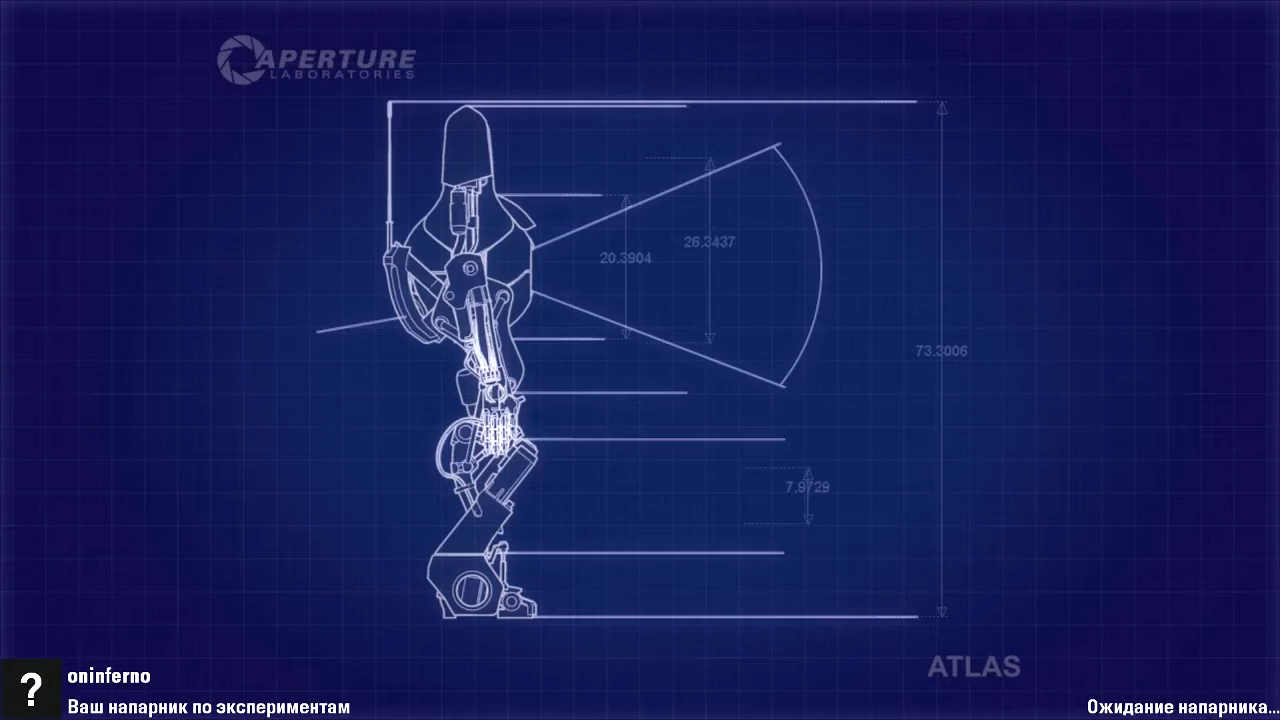 APERTURE
LABORATORIES
26.3437
20.3904
73.3006
7.9729
ATLAS
?
oninferno
Ваш напарник по экспериментам
Ожидание напарника...